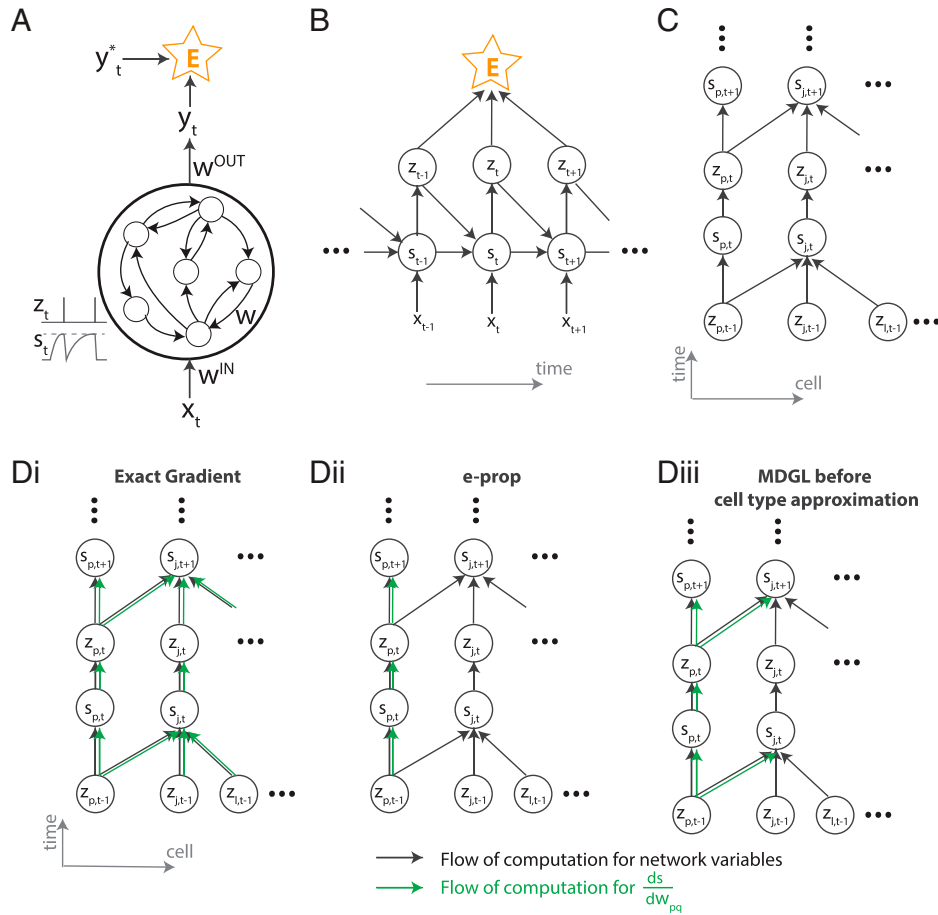 A
y*t
E
yt
wOUT
w
zt
st
wIN
xt
B
E
zt-1 zt zt+1
... st-1 st st+1 ...
xt-1 xt xt+1
time
C
sp,t+1 sj,t+1 ...
zp,t zj,t ...
sp,t sj,t
zp,t-1 zj,t-1 zl,t-1 ...
time
cell
Di Exact Gradient
sp,t+1 sj,t+1 ...
zp,t zj,t ...
sp,t sj,t
zp,t-1 zj,t-1 zl,t-1 ...
time
cell
Dii e-prop
sp,t+1 sj,t+1 ...
zp,t zj,t ...
sp,t sj,t
zp,t-1 zj,t-1 zl,t-1 ...
Diii MDGL before
cell type approximation
sp,t+1 sj,t+1 ...
zp,t zj,t ...
sp,t sj,t
zp,t-1 zj,t-1 zl,t-1 ...
Flow of computation for network variables
Flow of computation for ds/dwpq